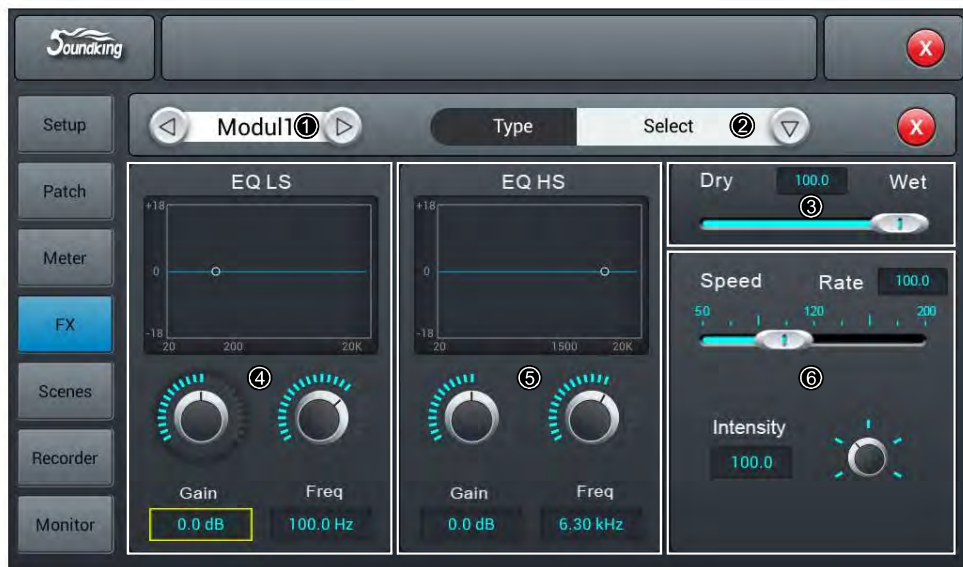 Soundking
X
Setup
Patch
Meter
FX
Scenes
Recorder
Monitor
Modul1 ①
Type Select ②
X
EQ LS
+18
0
-18
20 200 20K
④
Gain Freq
0.0 dB 100.0 Hz
EQ HS
+18
0
-18
20 1500 20K
⑤
Gain Freq
0.0 dB 6.30 kHz
Dry 100.0 Wet
③
Speed Rate 100.0
50 120 200
⑥
Intensity
100.0